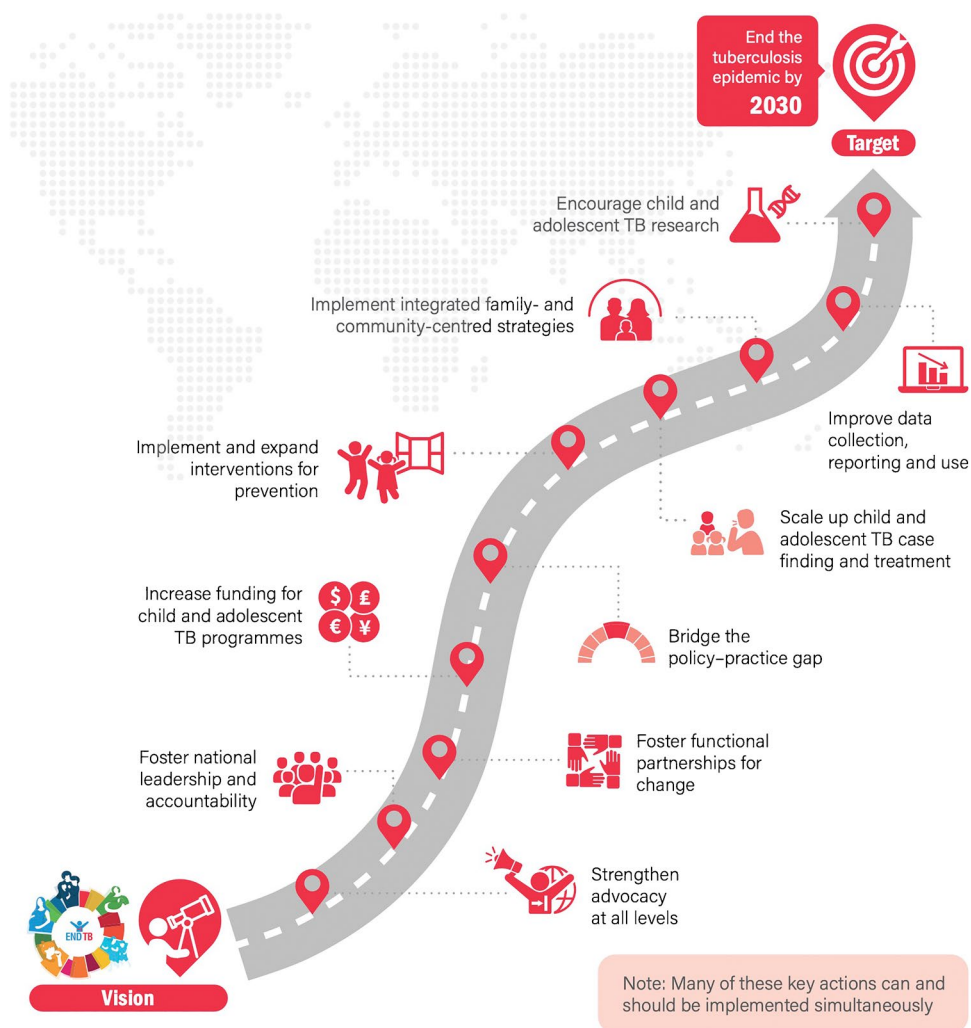 End the
tuberculosis
epidemic by
2030
Target
Encourage child and
adolescent TB research
Implement integrated family- and
community-centred strategies
Improve data
collection,
reporting and use
Implement and expand
interventions for
prevention
Scale up child and
adolescent TB case
finding and treatment
Increase funding for
child and adolescent
TB programmes
$ £
€ ¥
Bridge the
policy–practice gap
Foster national
leadership and
accountability
Foster functional
partnerships for
change
Strengthen
advocacy
at all levels
END TB
Vision
Note: Many of these key actions can and
should be implemented simultaneously